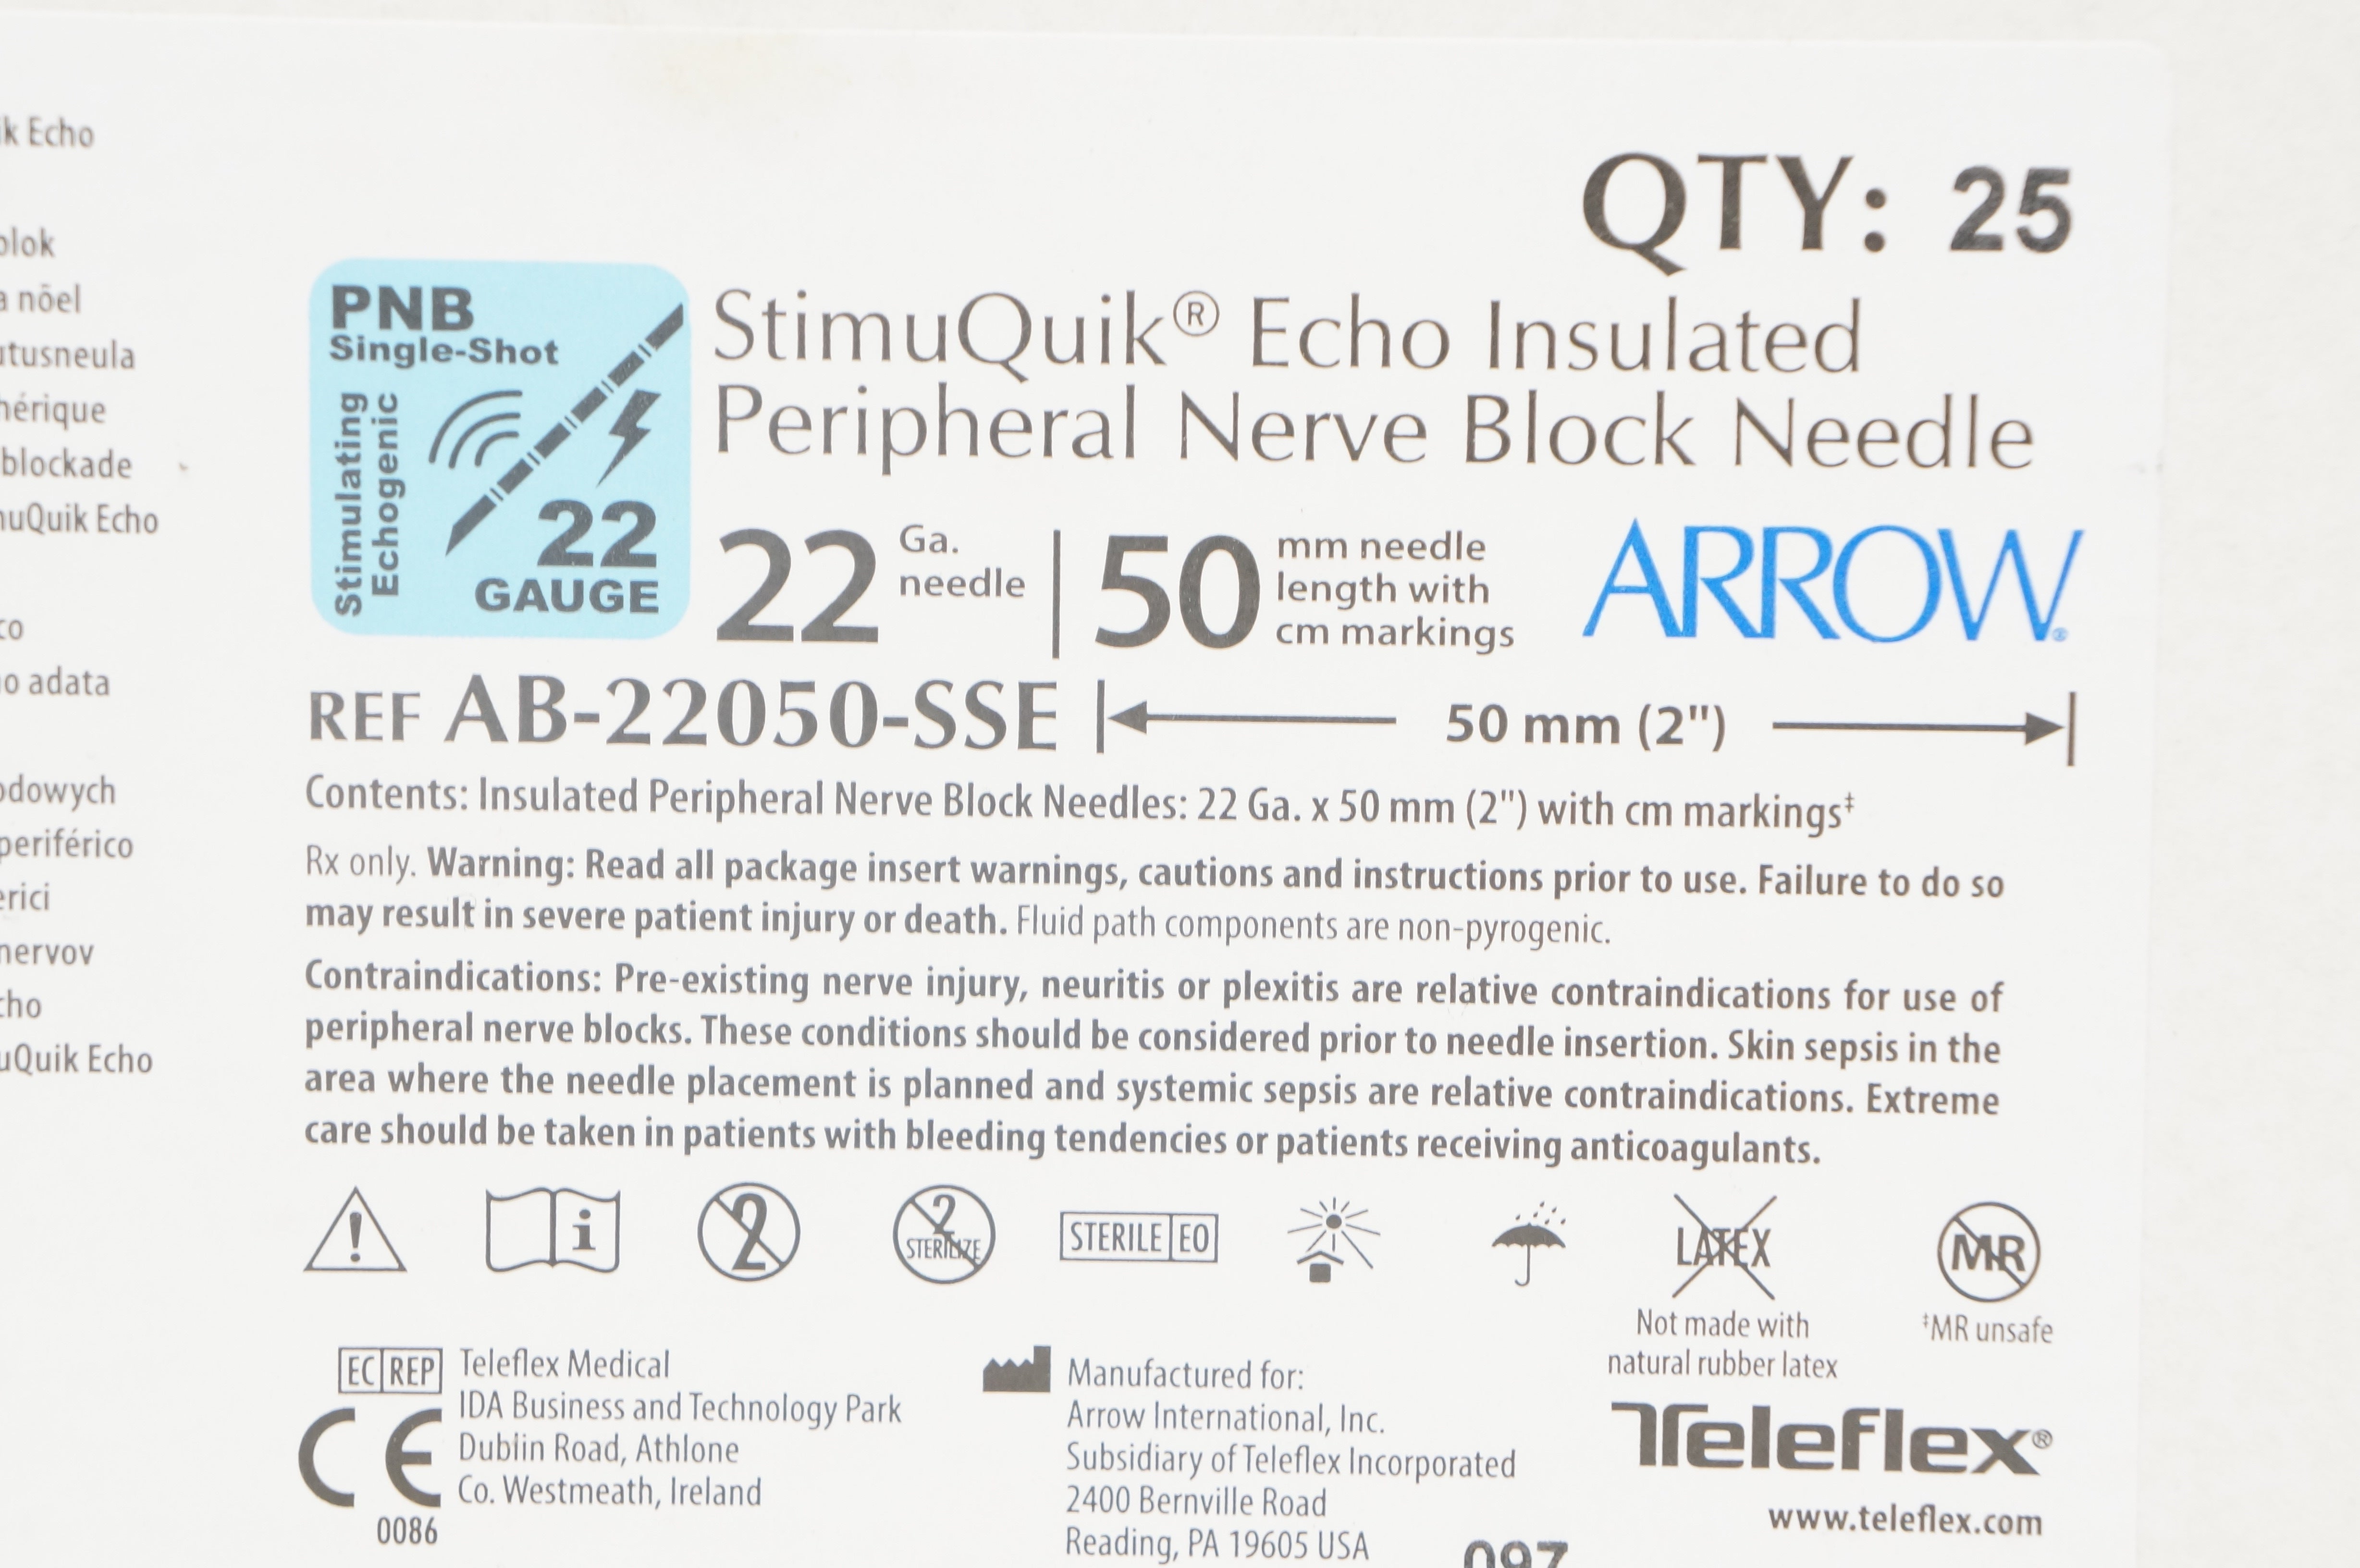 k Echo
nõel
blockade
Echo
adata
periférico
Echo
QTY: 25
PNB
Single-Shot
Stimulating
Echogenic
22
GAUGE
StimuQuik® Echo Insulated
Peripheral Nerve Block Needle
22 Ga. needle | 50 mm needle length with cm markings
ARROW®
REF AB-22050-SSE
50 mm (2")
Contents: Insulated Peripheral Nerve Block Needles: 22 Ga. x 50 mm (2") with cm markings‡
Rx only. Warning: Read all package insert warnings, cautions and instructions prior to use. Failure to do so
may result in severe patient injury or death. Fluid path components are non-pyrogenic.
Contraindications: Pre-existing nerve injury, neuritis or plexitis are relative contraindications for use of
peripheral nerve blocks. These conditions should be considered prior to needle insertion. Skin sepsis in the
area where the needle placement is planned and systemic sepsis are relative contraindications. Extreme
care should be taken in patients with bleeding tendencies or patients receiving anticoagulants.
! i 2 2 STERILIZE STERILE EO LATEX MR
Not made with
natural rubber latex
‡MR unsafe
EC REP
CE
0086
Teleflex Medical
IDA Business and Technology Park
Dublin Road, Athlone
Co. Westmeath, Ireland
Manufactured for:
Arrow International, Inc.
Subsidiary of Teleflex Incorporated
2400 Bernville Road
Reading, PA 19605 USA
Teleflex®
www.teleflex.com